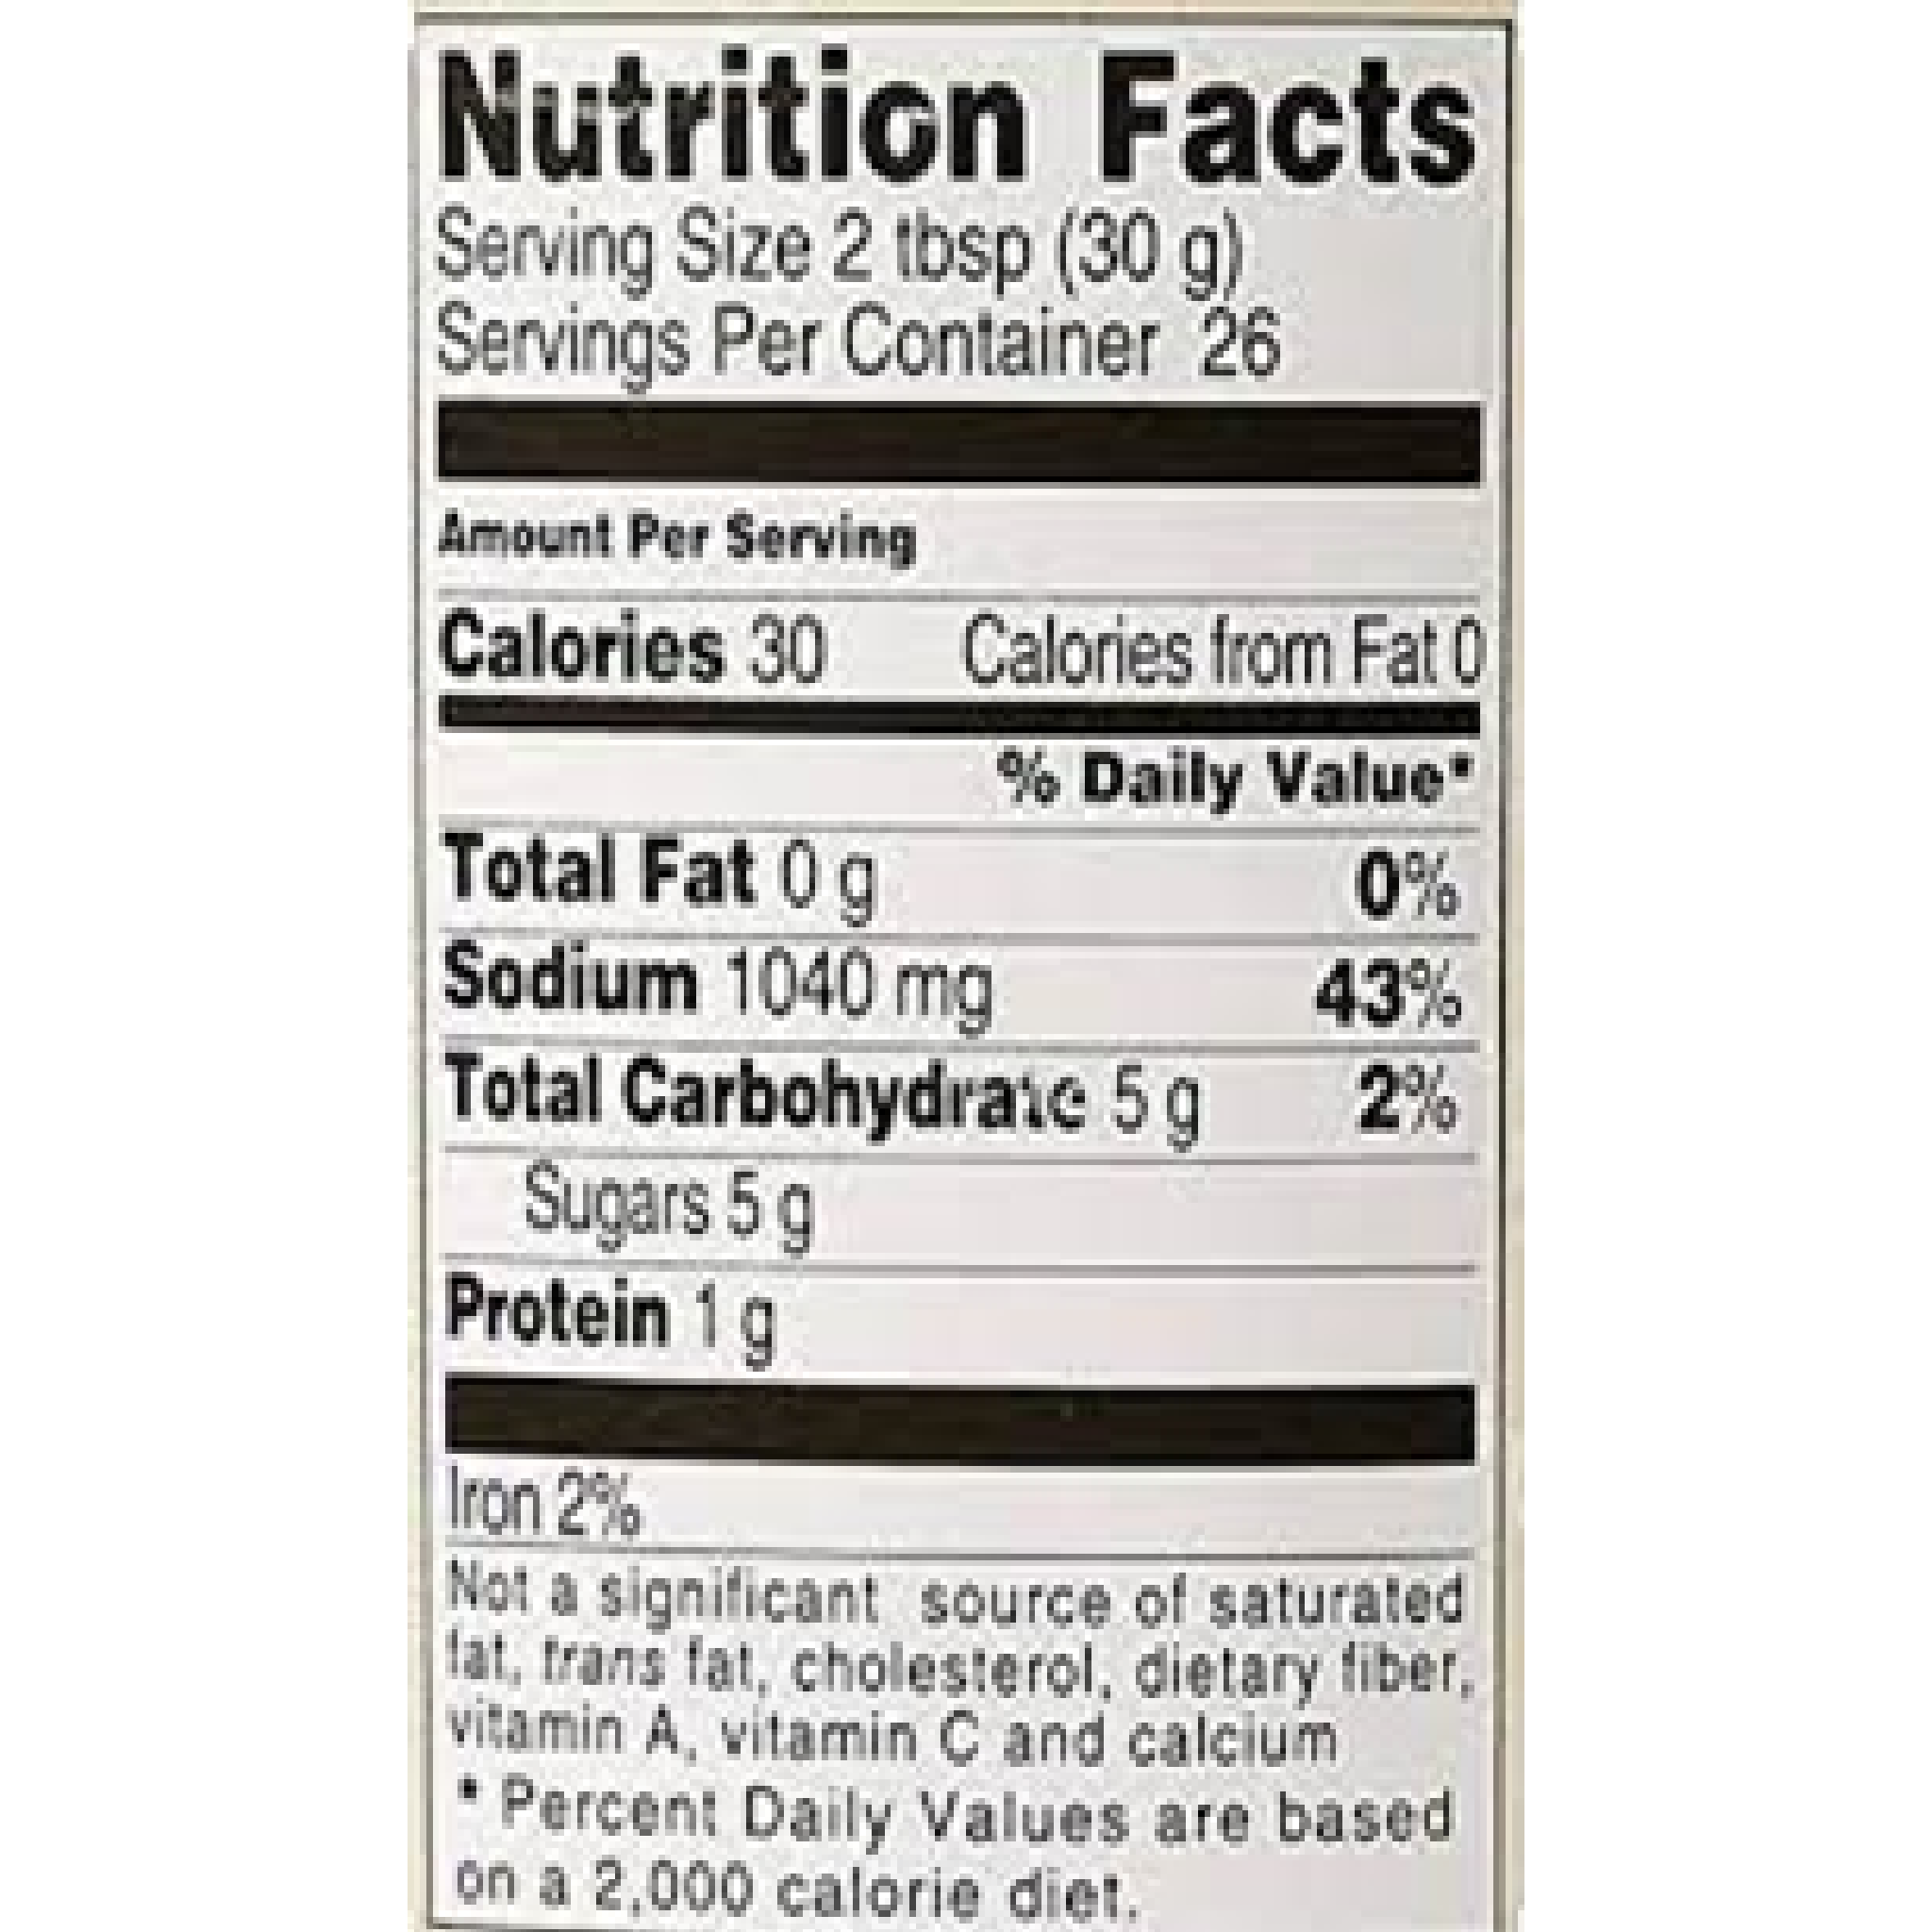 Nutrition Facts
Serving Size 2 tbsp (30 g)
Servings Per Container 26
Amount Per Serving
Calories 30 Calories from Fat 0
% Daily Value*
Total Fat 0 g 0%
Sodium 1040 mg 43%
Total Carbohydrate 5 g 2%
Sugars 5 g
Protein 1 g
Iron 2%
Not a significant source of saturated
fat, trans fat, cholesterol, dietary fiber,
vitamin A, vitamin C and calcium
* Percent Daily Values are based
on a 2,000 calorie diet.